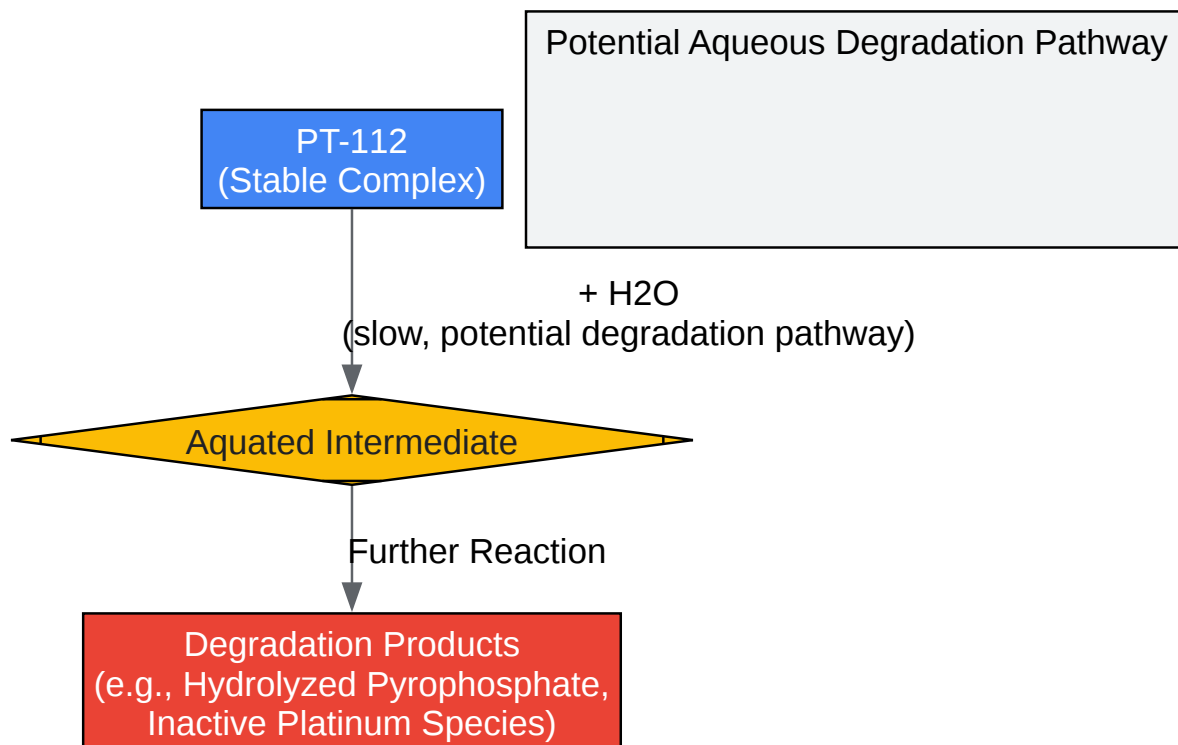 Potential Aqueous Degradation Pathway
PT-112
(Stable Complex)
+ H2O
(slow, potential degradation pathway)
Aquated Intermediate
Further Reaction
Degradation Products
(e.g., Hydrolyzed Pyrophosphate,
Inactive Platinum Species)